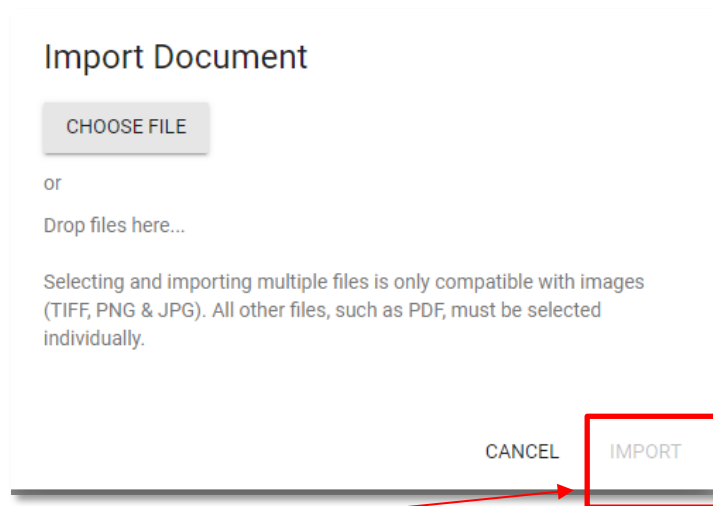 Import Document
CHOOSE FILE
or
Drop files here...
Selecting and importing multiple files is only compatible with images
(TIFF, PNG & JPG). All other files, such as PDF, must be selected
individually.
CANCEL IMPORT